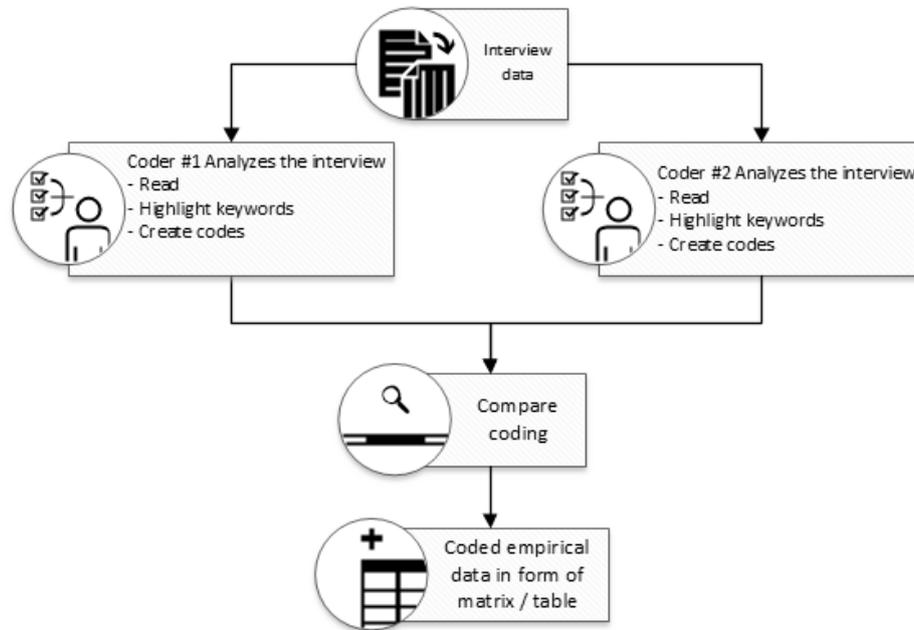 Interview
data
Coder #1 Analyzes the interview
- Read
- Highlight keywords
- Create codes
Coder #2 Analyzes the interview
- Read
- Highlight keywords
- Create codes
Compare
coding
Coded empirical
data in form of
matrix / table